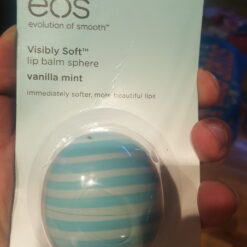 eos
evolution of smooth™
Visibly Soft™
lip balm sphere
vanilla mint
immediately softer, more beautiful lips